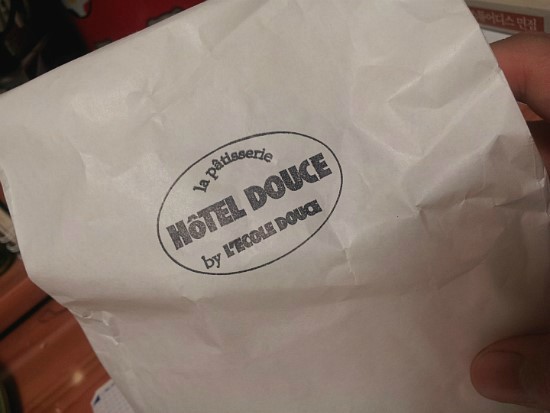 la pâtisserie
HÔTEL DOUCE
by L'ECOLE DOUCE